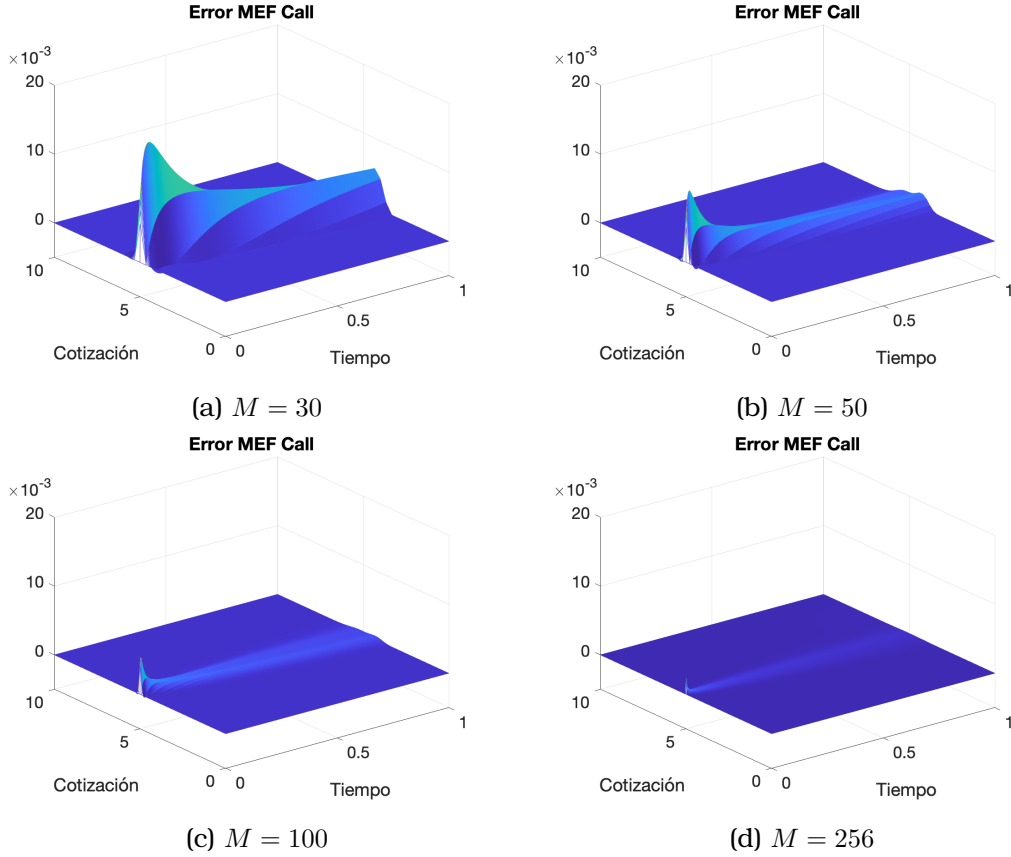 Error MEF Call
×10⁻³
20
10
0
10
5
0
Cotización
0
0.5
1
Tiempo
(a) M = 30
Error MEF Call
×10⁻³
20
10
0
10
5
0
Cotización
0
0.5
1
Tiempo
(b) M = 50
Error MEF Call
×10⁻³
20
10
0
10
5
0
Cotización
0
0.5
1
Tiempo
(c) M = 100
Error MEF Call
×10⁻³
20
10
0
10
5
0
Cotización
0
0.5
1
Tiempo
(d) M = 256